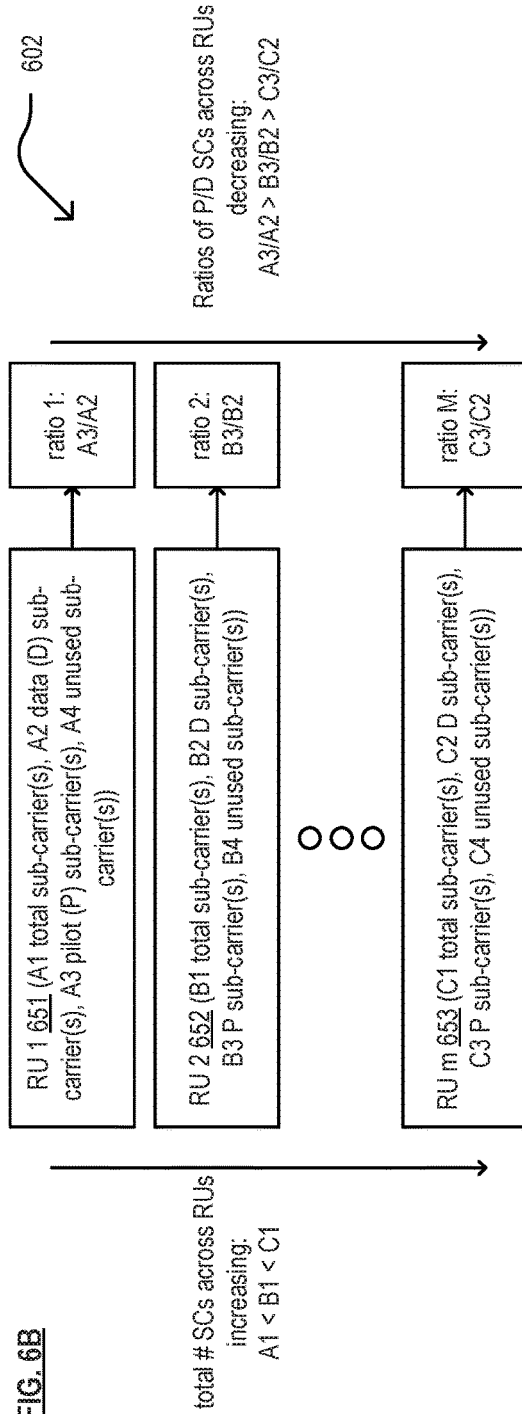 FIG. 6B
total # SCs across RUs
increasing:
A1 < B1 < C1
RU 1 651 (A1 total sub-carrier(s), A2 data (D) sub-
carrier(s), A3 pilot (P) sub-carrier(s), A4 unused sub-
carrier(s))
RU 2 652 (B1 total sub-carrier(s), B2 D sub-carrier(s),
B3 P sub-carrier(s), B4 unused sub-carrier(s))
RU m 653 (C1 total sub-carrier(s), C2 D sub-carrier(s),
C3 P sub-carrier(s), C4 unused sub-carrier(s))
ratio 1:
A3/A2
ratio 2:
B3/B2
ratio M:
C3/C2
602
Ratios of P/D SCs across RUs
decreasing:
A3/A2 > B3/B2 > C3/C2